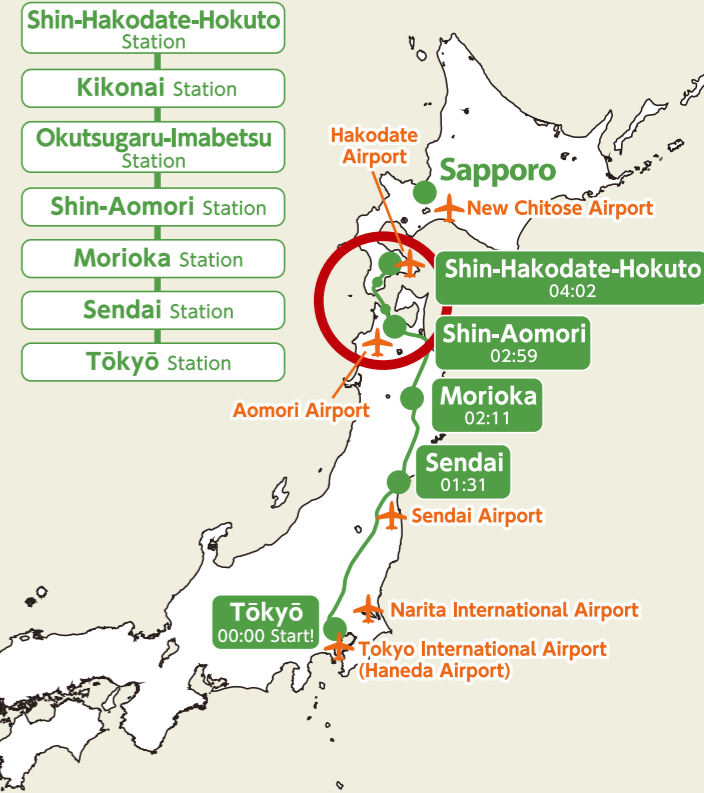 Shin-Hakodate-Hokuto
Station
Kikonai Station
Okutsugaru-Imabetsu
Station
Shin-Aomori Station
Morioka Station
Sendai Station
Tōkyō Station
Hakodate
Airport
Sapporo
New Chitose Airport
Shin-Hakodate-Hokuto
04:02
Shin-Aomori
02:59
Aomori Airport
Morioka
02:11
Sendai
01:31
Sendai Airport
Tōkyō
00:00 Start!
Narita International Airport
Tokyo International Airport
(Haneda Airport)